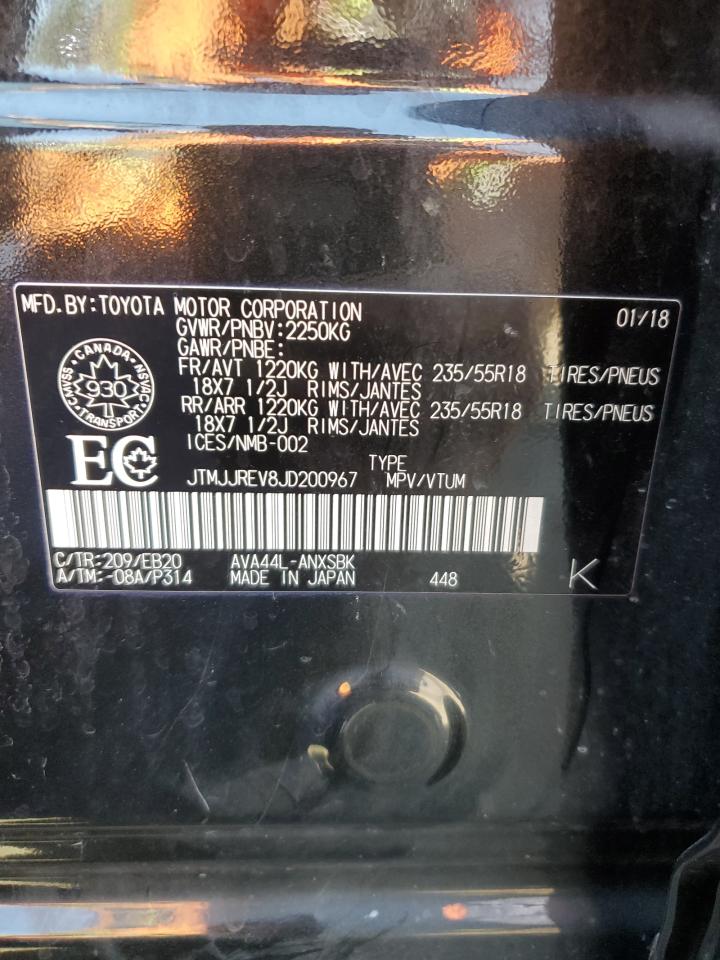 MFD.BY:TOYOTA MOTOR CORPORATION 01/18
GVWR/PNBV:2250KG
GAWR/PNBE:
FR/AVT 1220KG WITH/AVEC 235/55R18 TIRES/PNEUS
18X7 1/2J RIMS/JANTES
RR/ARR 1220KG WITH/AVEC 235/55R18 TIRES/PNEUS
18X7 1/2J RIMS/JANTES
ICES/NMB-002
CANADA
CMVSS NSVAC
930
TRANSPORT
EC
TYPE
JTMJJREV8JD200967 MPV/VTUM
C/TR:209/EB20 AVA44L-ANXSBK
A/TM:-08A/P314 MADE IN JAPAN 448 K